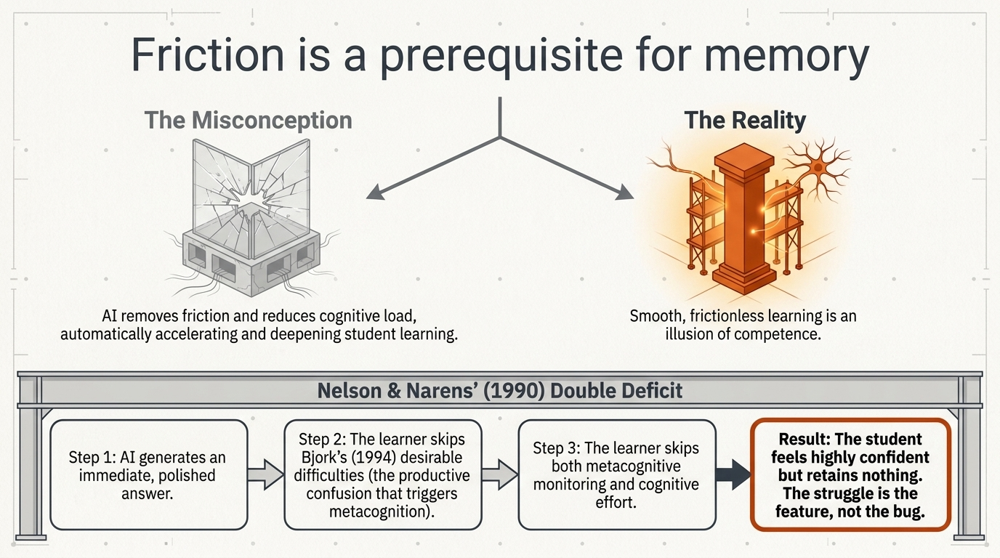 Friction is a prerequisite for memory
The Misconception
AI removes friction and reduces cognitive load,
automatically accelerating and deepening student learning.
The Reality
Smooth, frictionless learning is an
illusion of competence.
Nelson & Narens’ (1990) Double Deficit
Step 1: AI generates an
immediate, polished
answer.
Step 2: The learner skips
Bjork’s (1994) desirable
difficulties (the productive
confusion that triggers
metacognition).
Step 3: The learner skips
both metacognitive
monitoring and cognitive
effort.
Result: The student
feels highly confident
but retains nothing.
The struggle is the
feature, not the bug.